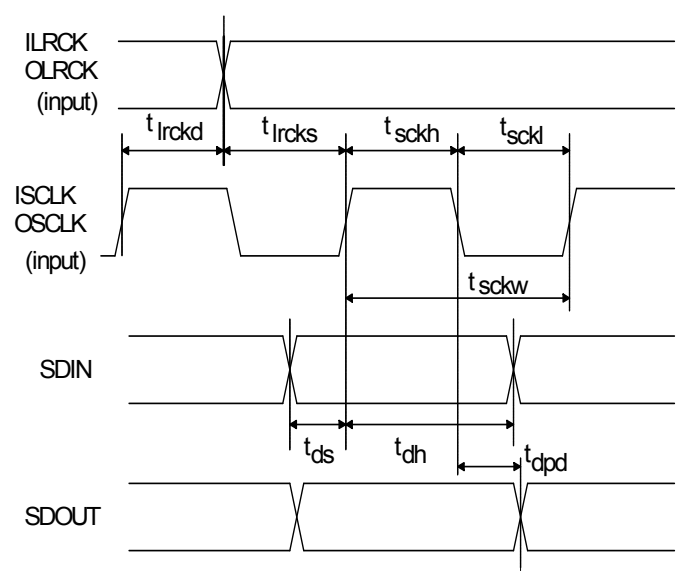 ILRCK
OLRCK
(input)
t lrckd
t lrcks
t sckh
t sckl
ISCLK
OSCLK
(input)
t sckw
SDIN
t ds
t dh
t dpd
SDOUT